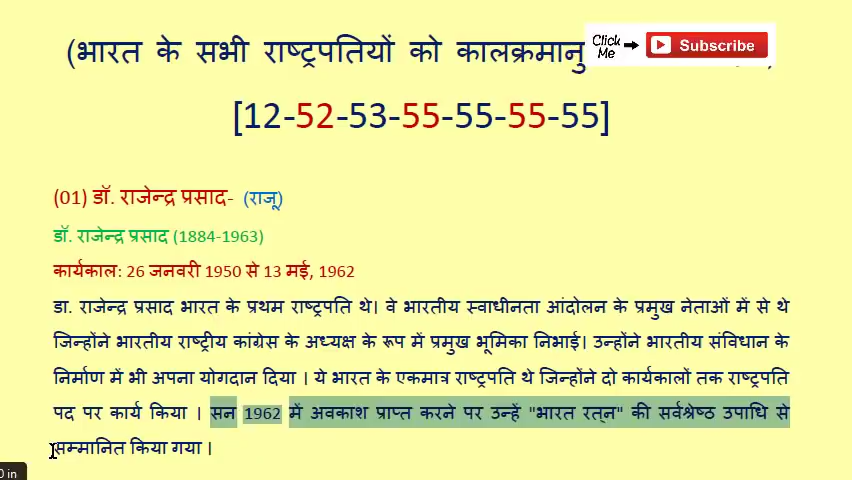 (भारत के सभी राष्ट्रपतियों को कालक्रमानु
Click Me Subscribe
[12-52-53-55-55-55-55]
(01) डॉ. राजेन्द्र प्रसाद- (राजू)
डॉ. राजेन्द्र प्रसाद (1884-1963)
कार्यकाल: 26 जनवरी 1950 से 13 मई, 1962
डा. राजेन्द्र प्रसाद भारत के प्रथम राष्ट्रपति थे। वे भारतीय स्वाधीनता आंदोलन के प्रमुख नेताओं में से थे
जिन्होंने भारतीय राष्ट्रीय कांग्रेस के अध्यक्ष के रूप में प्रमुख भूमिका निभाई। उन्होंने भारतीय संविधान के
निर्माण में भी अपना योगदान दिया । ये भारत के एकमात्र राष्ट्रपति थे जिन्होंने दो कार्यकालों तक राष्ट्रपति
पद पर कार्य किया । सन 1962 में अवकाश प्राप्त करने पर उन्हें "भारत रत्न" की सर्वश्रेष्ठ उपाधि से
सम्मानित किया गया ।
0 in